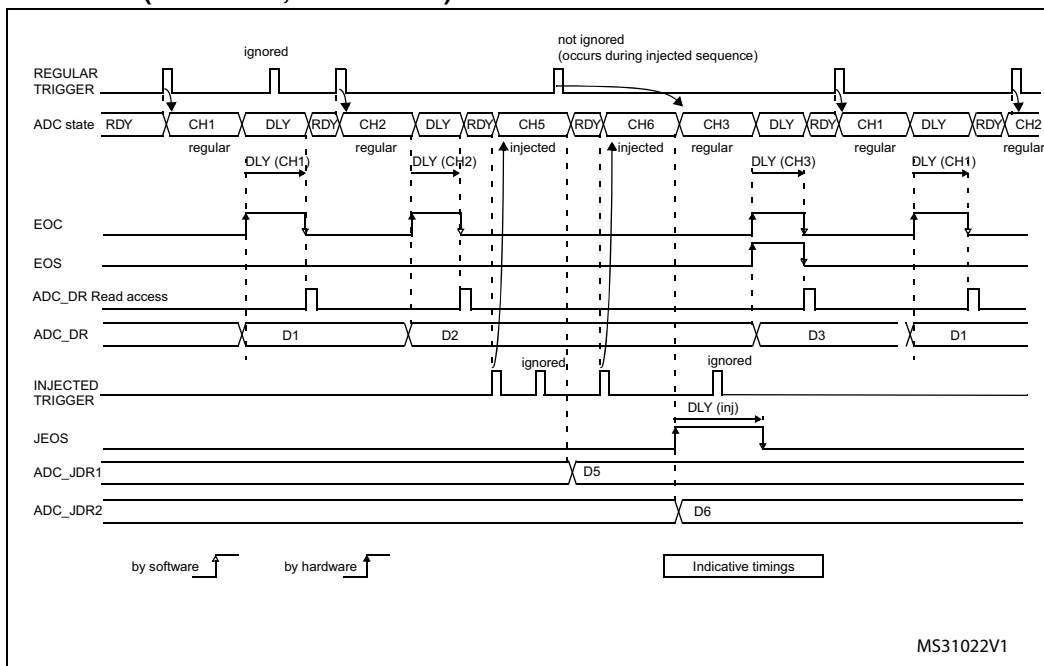 ignored
not ignored
(occurs during injected sequence)
REGULAR
TRIGGER
ADC state RDY CH1 DLY RDY CH2 DLY RDY CH5 RDY CH6 CH3 DLY RDY CH1 DLY RDY CH2
regular regular injected injected regular regular regular
DLY (CH1) DLY (CH2) DLY (CH3) DLY (CH1)
EOC
EOS
ADC_DR Read access
ADC_DR D1 D2 D3 D1
ignored ignored
INJECTED
TRIGGER
DLY (inj)
JEOS
ADC_JDR1 D5
ADC_JDR2 D6
by software by hardware Indicative timings
MS31022V1